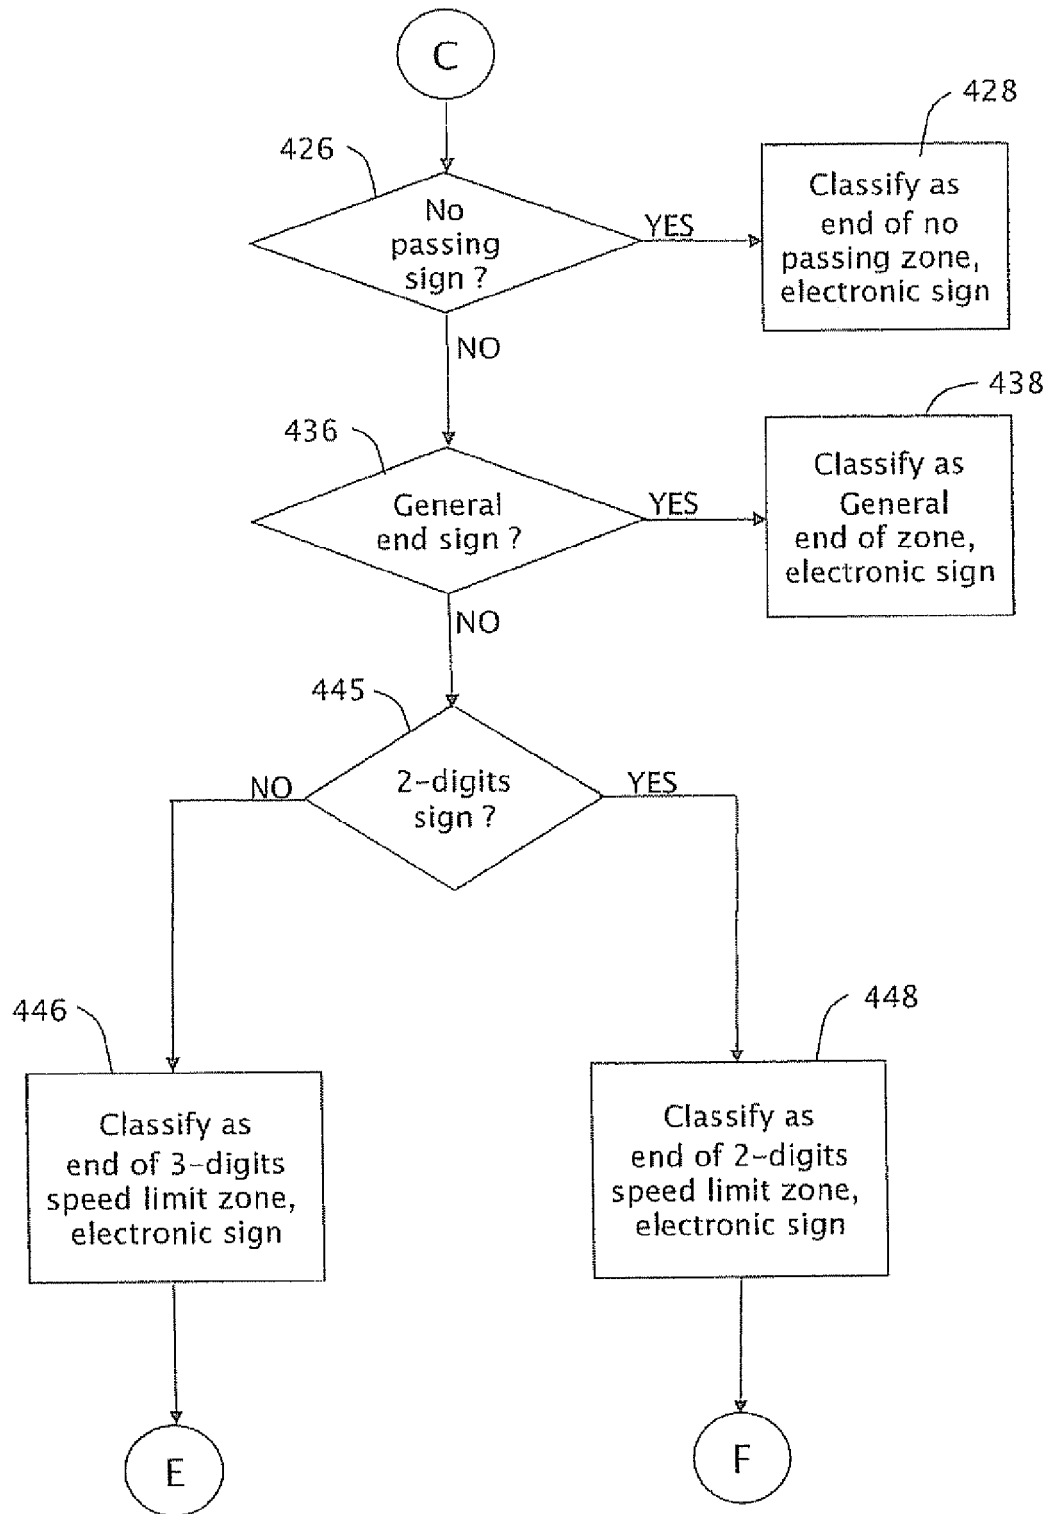 C
428
426
Classify as
end of no
passing zone,
electronic sign
No
passing
sign ?
YES
NO
438
436
Classify as
General
end of zone,
electronic sign
General
end sign ?
YES
NO
445
2-digits
sign ?
NO
YES
446
448
Classify as
end of 3-digits
speed limit zone,
electronic sign
Classify as
end of 2-digits
speed limit zone,
electronic sign
E
F